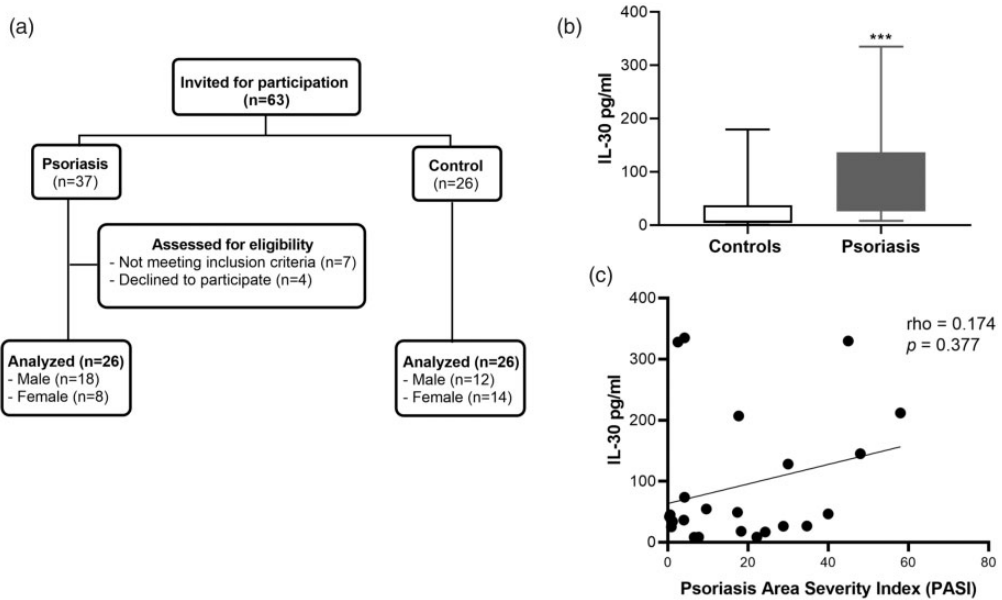 (a)
Invited for participation
(n=63)
Psoriasis
(n=37)
Control
(n=26)
Assessed for eligibility
- Not meeting inclusion criteria (n=7)
- Declined to participate (n=4)
Analyzed (n=26)
- Male (n=18)
- Female (n=8)
Analyzed (n=26)
- Male (n=12)
- Female (n=14)
(b)
IL-30 pg/ml
400
300
200
100
0
***
Controls
Psoriasis
(c)
IL-30 pg/ml
400
300
200
100
0
rho = 0.174
p = 0.377
0
20
40
60
80
Psoriasis Area Severity Index (PASI)